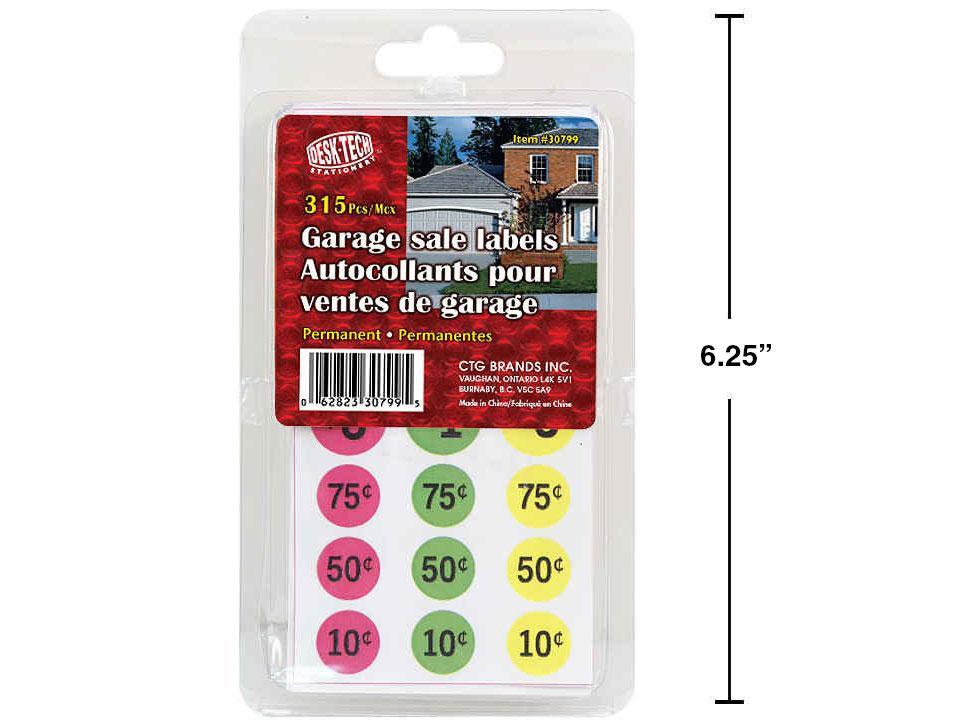 DESK-TECH
STATIONERY
Item #30799
315 Pcs/Mcx
Garage sale labels
Autocollants pour
ventes de garage
Permanent • Permanentes
0 62823 30799 5
CTG BRANDS INC.
VAUGHAN, ONTARIO L4K 5V1
BURNABY, B.C. V5C 5A9
Made in China/Fabriqué en Chine
75¢ 75¢ 75¢
50¢ 50¢ 50¢
10¢ 10¢ 10¢
6.25”